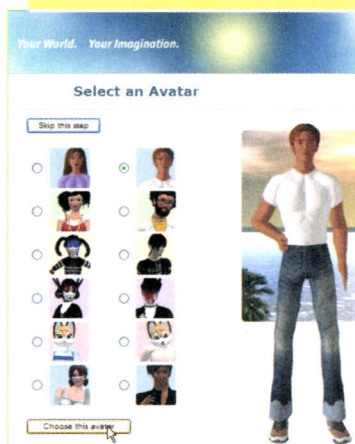 Your World. Your Imagination.
Select an Avatar
Skip this step
Choose this avatar